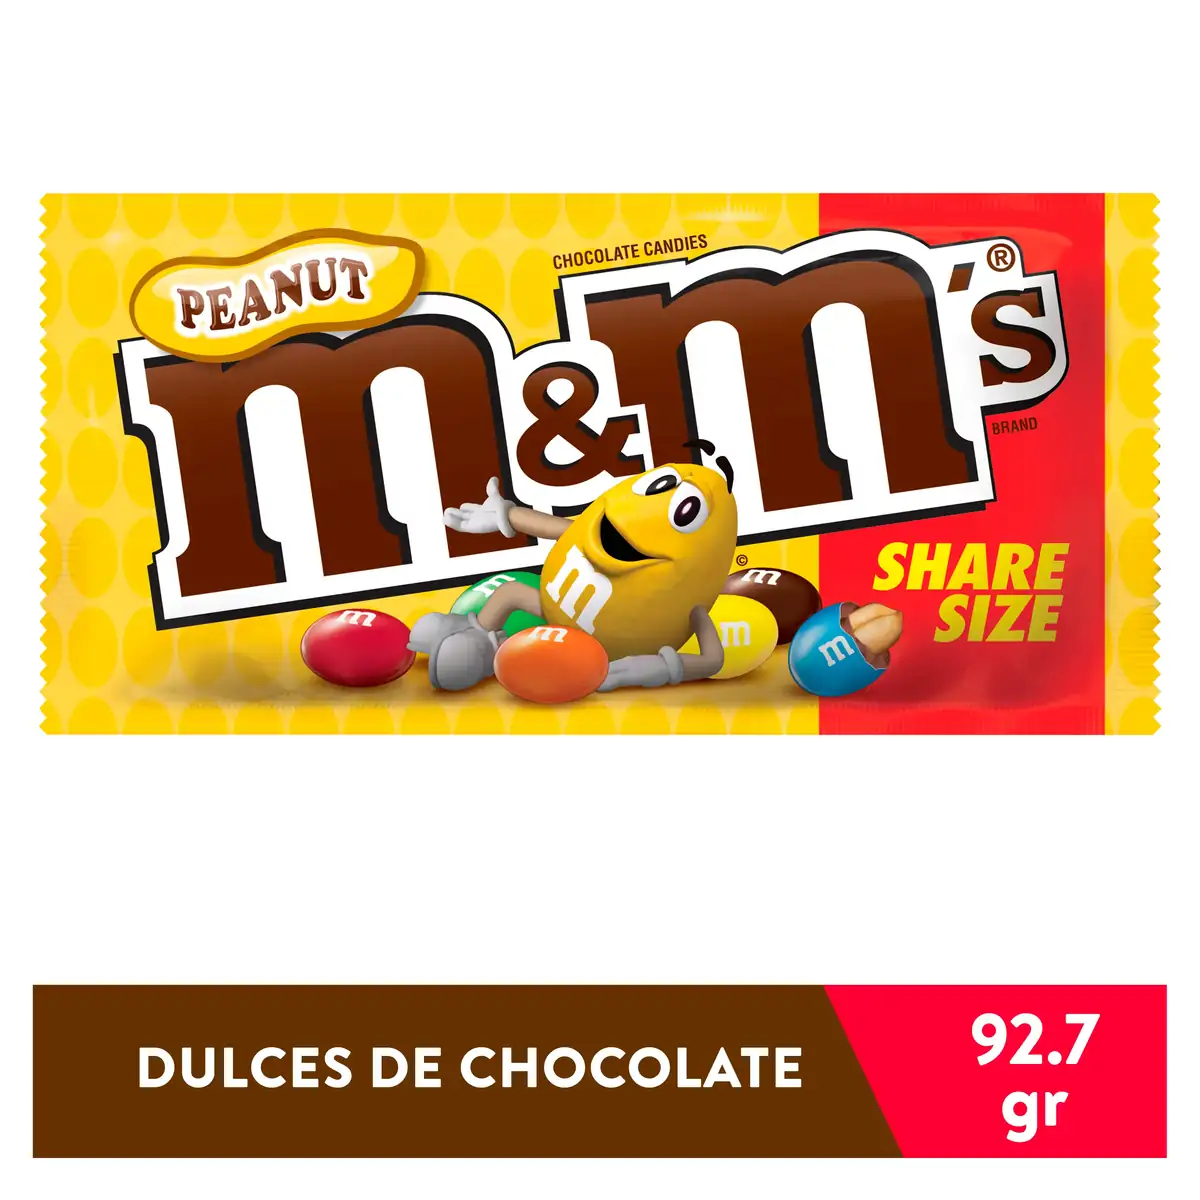 PEANUT
CHOCOLATE CANDIES
m&m's®
BRAND
©
SHARE
SIZE
m
m
m
m
m
m
m
DULCES DE CHOCOLATE
92.7
gr